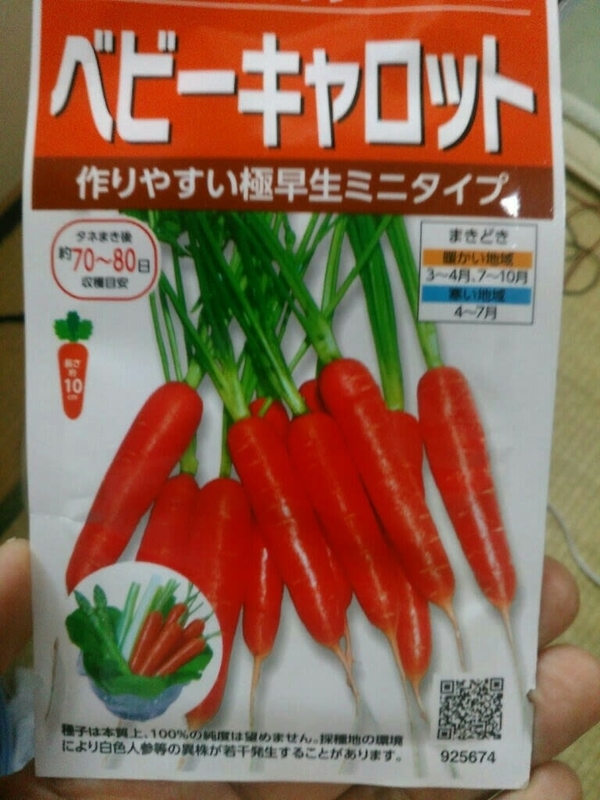 ベビーキャロット
作りやすい極早生ミニタイプ
タネまき後
約70～80日
収穫目安
まきどき
暖かい地域
3～4月、7～10月
寒い地域
4～7月
長さ
約
10
cm
種子は本質上、100%の純度は望めません。採種地の環境
により白色人参等の異株が若干発生することがあります。
925674